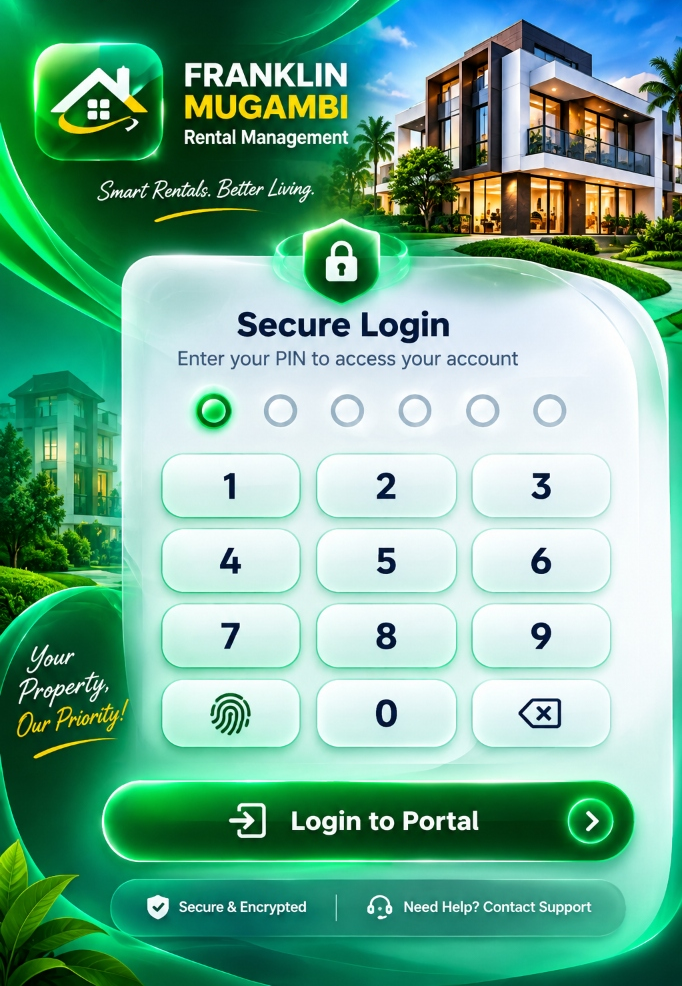 FRANKLIN
MUGAMBI
Rental Management
Smart Rentals. Better Living.
Secure Login
Enter your PIN to access your account
1 2 3
4 5 6
7 8 9
0
Your
Property,
Our Priority!
Login to Portal
Secure & Encrypted
Need Help? Contact Support